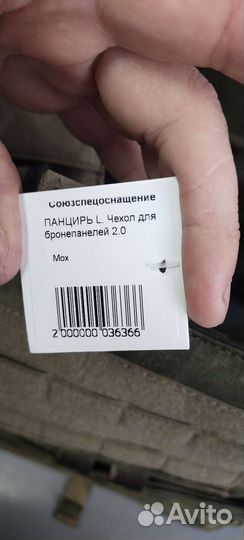 Союзспецоснащение
ПАНЦИРЬ L. Чехол для
бронепанелей 2.0
Мох
2 000000 036366
Avito